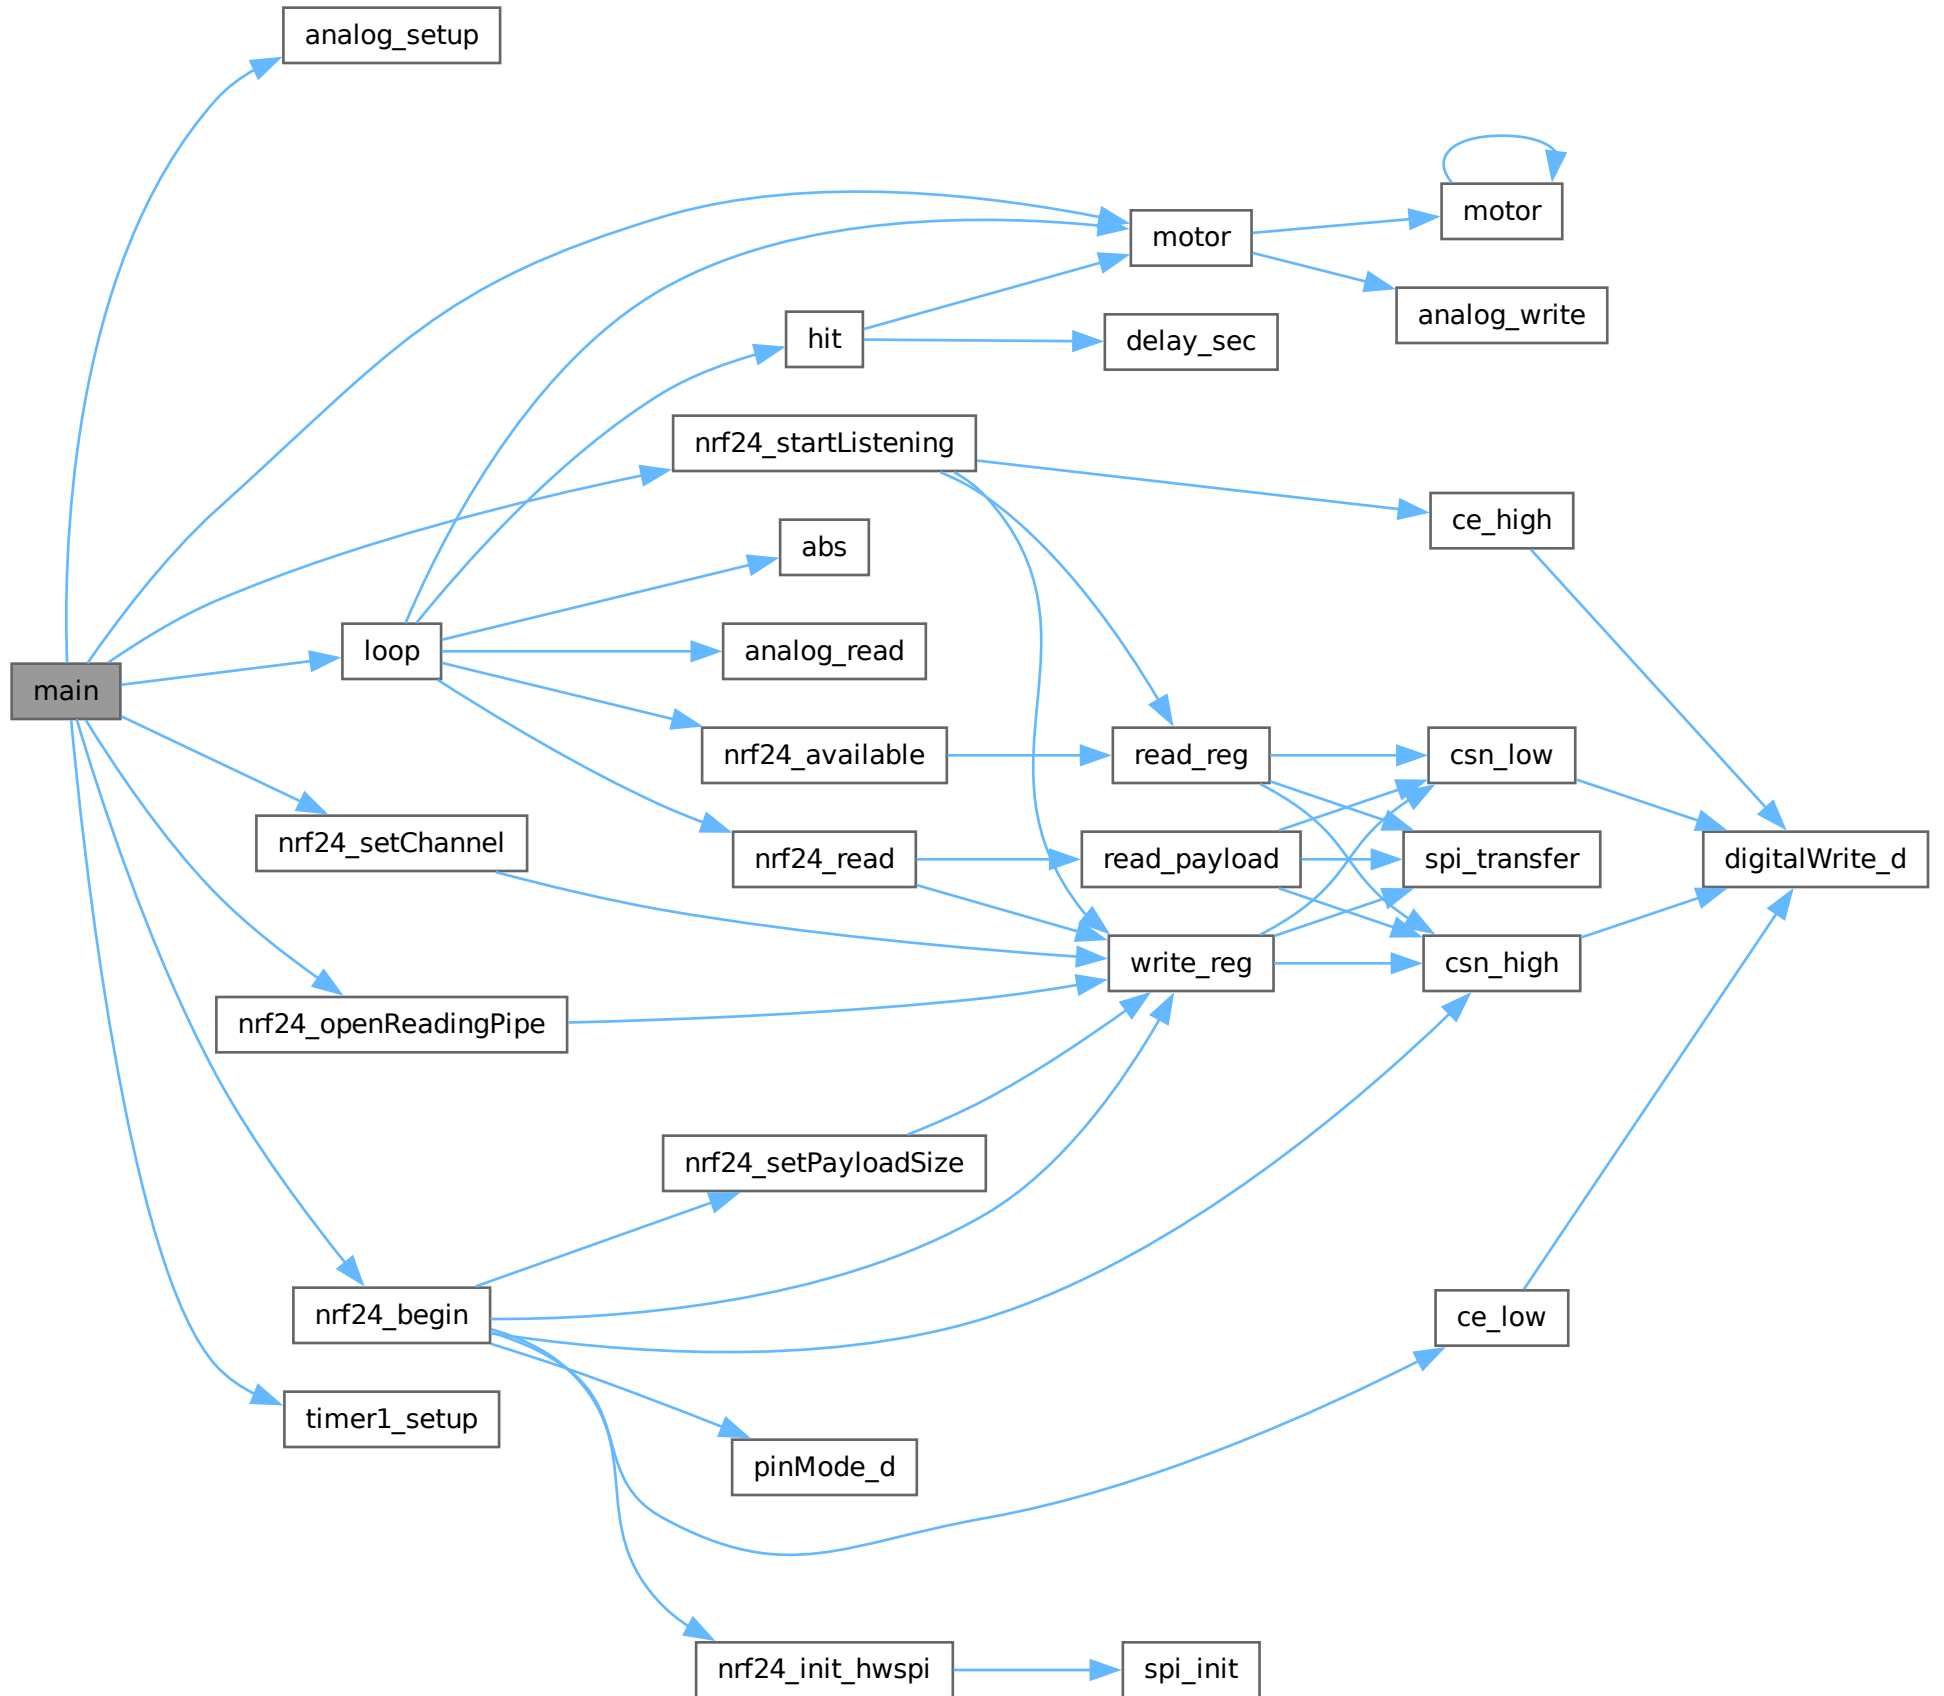 analog_setup
motor
motor
analog_write
hit
delay_sec
nrf24_startListening
ce_high
abs
loop
analog_read
main
nrf24_available
read_reg
csn_low
nrf24_setChannel
nrf24_read
read_payload
spi_transfer
digitalWrite_d
write_reg
csn_high
nrf24_openReadingPipe
nrf24_setPayloadSize
nrf24_begin
ce_low
timer1_setup
pinMode_d
nrf24_init_hwspi
spi_init